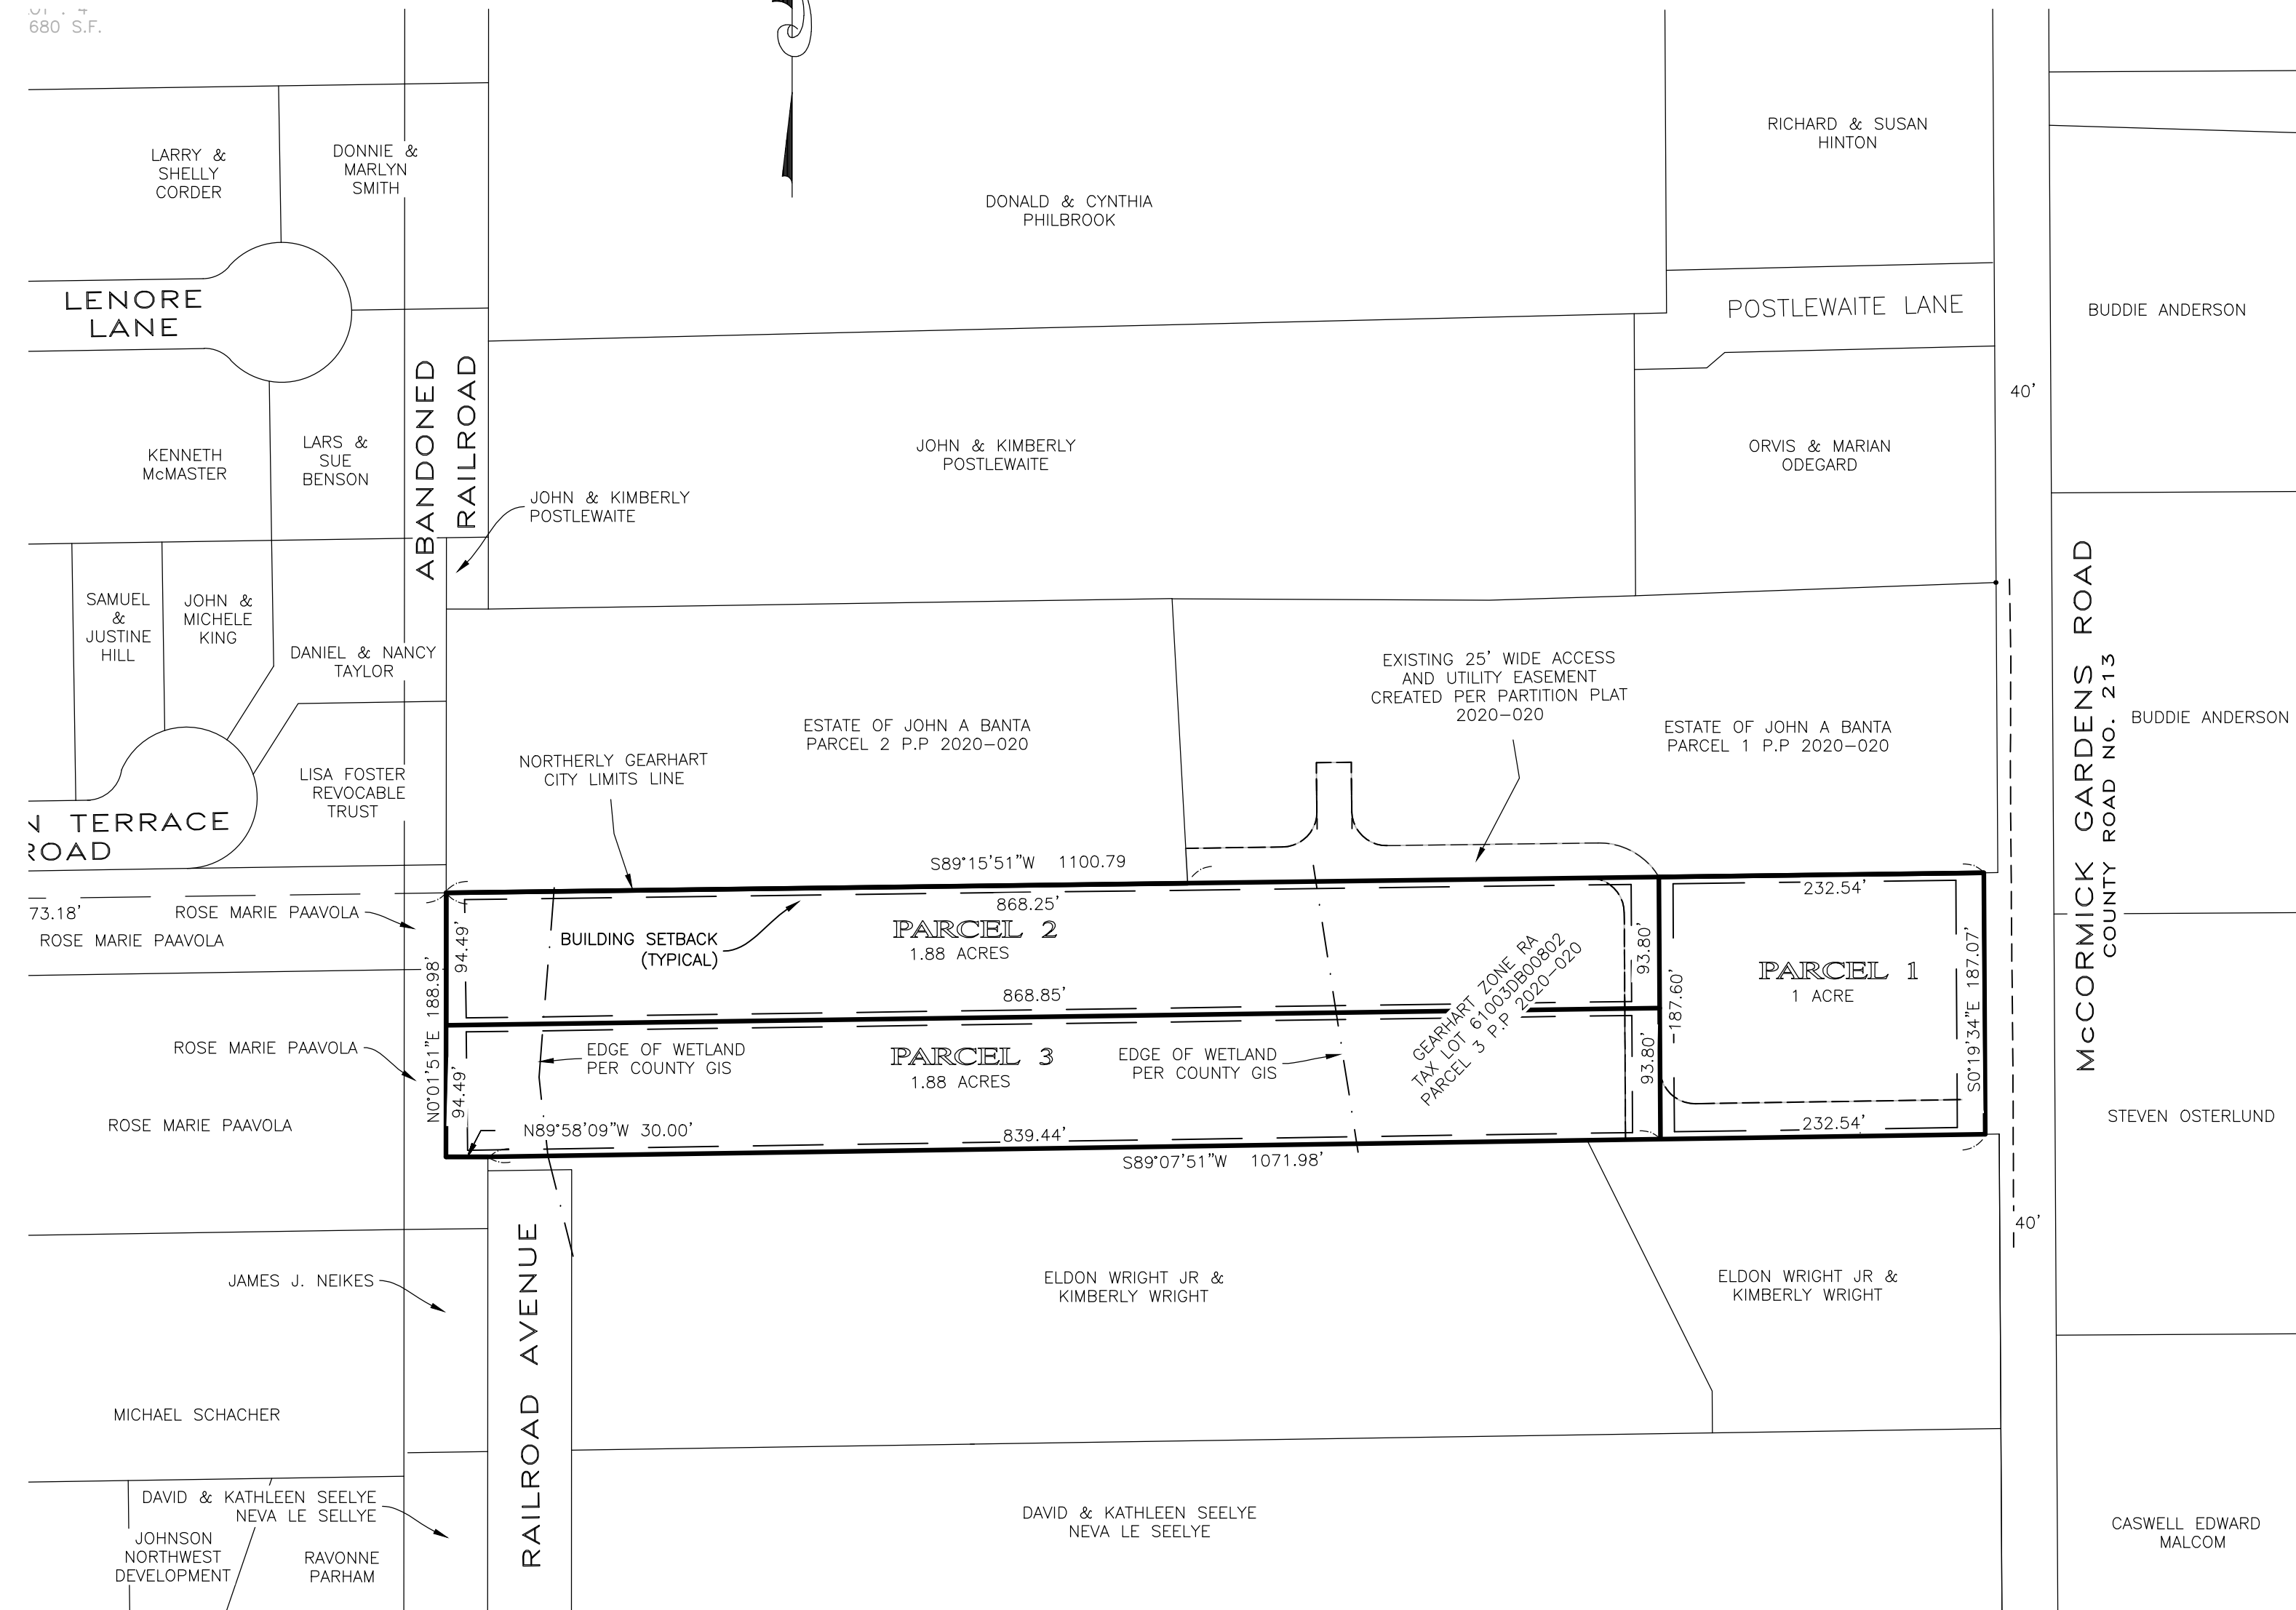 680 S.F.
RICHARD & SUSAN
HINTON
LARRY &
SHELLY
CORDER
DONNIE &
MARLYN
SMITH
DONALD & CYNTHIA
PHILBROOK
LENORE
LANE
POSTLEWAITE LANE
BUDDIE ANDERSON
40'
ABANDONED
RAILROAD
KENNETH
McMASTER
LARS &
SUE
BENSON
JOHN & KIMBERLY
POSTLEWAITE
ORVIS & MARIAN
ODEGARD
JOHN & KIMBERLY
POSTLEWAITE
SAMUEL
&
JUSTINE
HILL
JOHN &
MICHELE
KING
DANIEL & NANCY
TAYLOR
EXISTING 25' WIDE ACCESS
AND UTILITY EASEMENT
CREATED PER PARTITION PLAT
2020-020
McCORMICK GARDENS ROAD
COUNTY ROAD NO. 213
BUDDIE ANDERSON
ESTATE OF JOHN A BANTA
PARCEL 2 P.P 2020-020
ESTATE OF JOHN A BANTA
PARCEL 1 P.P 2020-020
NORTHERLY GEARHART
CITY LIMITS LINE
LISA FOSTER
REVOCABLE
TRUST
N TERRACE
ROAD
S89°15'51"W 1100.79
868.25'
232.54'
73.18'
ROSE MARIE PAAVOLA
ROSE MARIE PAAVOLA
94.49'
BUILDING SETBACK
(TYPICAL)
PARCEL 2
1.88 ACRES
93.80'
GEARHART ZONE RA
TAX LOT 61003DB00802
PARCEL 3 P.P 2020-020
PARCEL 1
1 ACRE
187.60'
S0°19'34"E 187.07'
868.85'
N0°01'51"E 188.98'
ROSE MARIE PAAVOLA
94.49'
EDGE OF WETLAND
PER COUNTY GIS
PARCEL 3
1.88 ACRES
EDGE OF WETLAND
PER COUNTY GIS
93.80'
ROSE MARIE PAAVOLA
N89°58'09"W 30.00'
839.44'
232.54'
STEVEN OSTERLUND
S89°07'51"W 1071.98'
40'
RAILROAD AVENUE
JAMES J. NEIKES
ELDON WRIGHT JR &
KIMBERLY WRIGHT
ELDON WRIGHT JR &
KIMBERLY WRIGHT
MICHAEL SCHACHER
DAVID & KATHLEEN SEELYE
NEVA LE SELLYE
JOHNSON
NORTHWEST
DEVELOPMENT
RAVONNE
PARHAM
DAVID & KATHLEEN SEELYE
NEVA LE SEELYE
CASWELL EDWARD
MALCOM